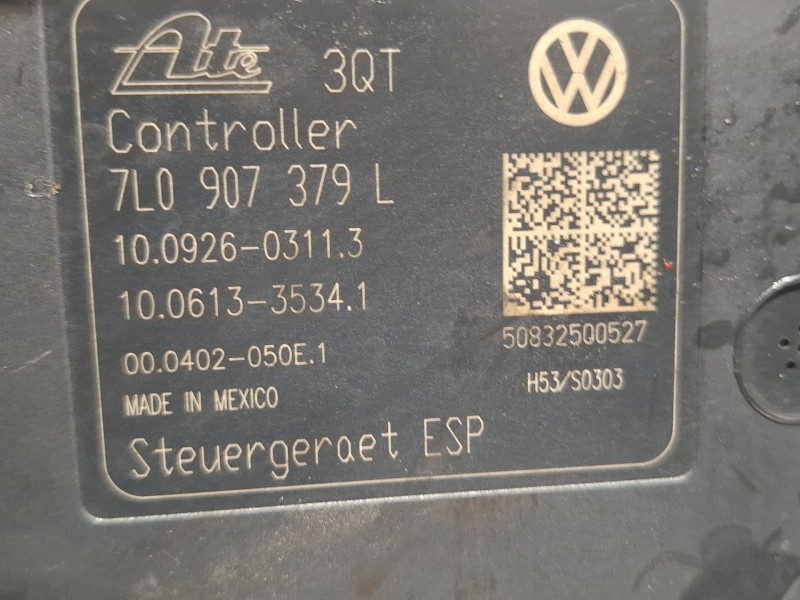 Ate 3QT
Controller
7L0 907 379 L
10.0926-0311.3
10.0613-3534.1
00.0402-050E.1
50832500527
MADE IN MEXICO
H53/S0303
Steuergeraet ESP